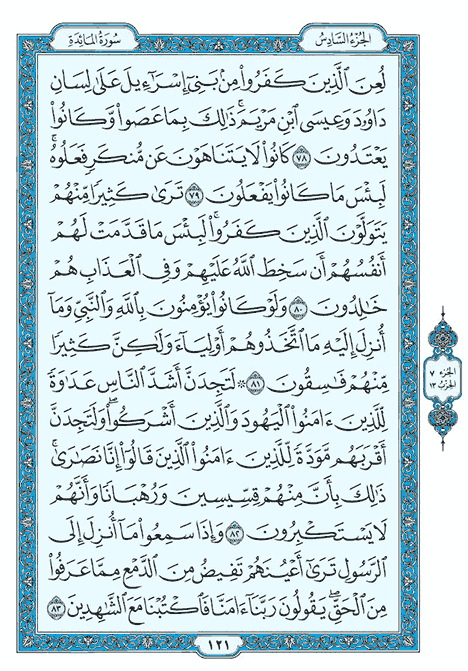 الجزء السادس
سورة المائدة
لُعِنَ ٱلَّذِينَ كَفَرُوا۟ مِنۢ بَنِىٓ إِسْرَٰٓءِيلَ عَلَىٰ لِسَانِ
دَاوُۥدَ وَعِيسَى ٱبْنِ مَرْيَمَ ۚ ذَٰلِكَ بِمَا عَصَوا۟ وَّكَانُوا۟
يَعْتَدُونَ ٧٨ كَانُوا۟ لَا يَتَنَاهَوْنَ عَن مُّنكَرٍ فَعَلُوهُ ۚ
لَبِئْسَ مَا كَانُوا۟ يَفْعَلُونَ ٧٩ تَرَىٰ كَثِيرًا مِّنْهُمْ
يَتَوَلَّوْنَ ٱلَّذِينَ كَفَرُوا۟ ۚ لَبِئْسَ مَا قَدَّمَتْ لَهُمْ
أَنفُسُهُمْ أَن سَخِطَ ٱللَّهُ عَلَيْهِمْ وَفِى ٱلْعَذَابِ هُمْ
خَٰلِدُونَ ٨٠ وَلَوْ كَانُوا۟ يُؤْمِنُونَ بِٱللَّهِ وَٱلنَّبِىِّ وَمَآ
أُنزِلَ إِلَيْهِ مَا ٱتَّخَذُوهُمْ أَوْلِيَآءَ وَلَٰكِنَّ كَثِيرًا
مِّنْهُمْ فَٰسِقُونَ ٨١ ۞ لَتَجِدَنَّ أَشَدَّ ٱلنَّاسِ عَدَٰوَةً
لِّلَّذِينَ ءَامَنُوا۟ ٱلْيَهُودَ وَٱلَّذِينَ أَشْرَكُوا۟ ۖ وَلَتَجِدَنَّ
أَقْرَبَهُم مَّوَدَّةً لِّلَّذِينَ ءَامَنُوا۟ ٱلَّذِينَ قَالُوٓا۟ إِنَّا نَصَٰرَىٰ ۚ
ذَٰلِكَ بِأَنَّ مِنْهُمْ قِسِّيسِينَ وَرُهْبَانًا وَأَنَّهُمْ
لَا يَسْتَكْبِرُونَ ٨٢ وَإِذَا سَمِعُوا۟ مَآ أُنزِلَ إِلَى
ٱلرَّسُولِ تَرَىٰٓ أَعْيُنَهُمْ تَفِيضُ مِنَ ٱلدَّمْعِ مِمَّا عَرَفُوا۟
مِنَ ٱلْحَقِّ ۖ يَقُولُونَ رَبَّنَآ ءَامَنَّا فَٱكْتُبْنَا مَعَ ٱلشَّٰهِدِينَ ٨٣
الجزء ٧
الحزب ١٣
١٢١